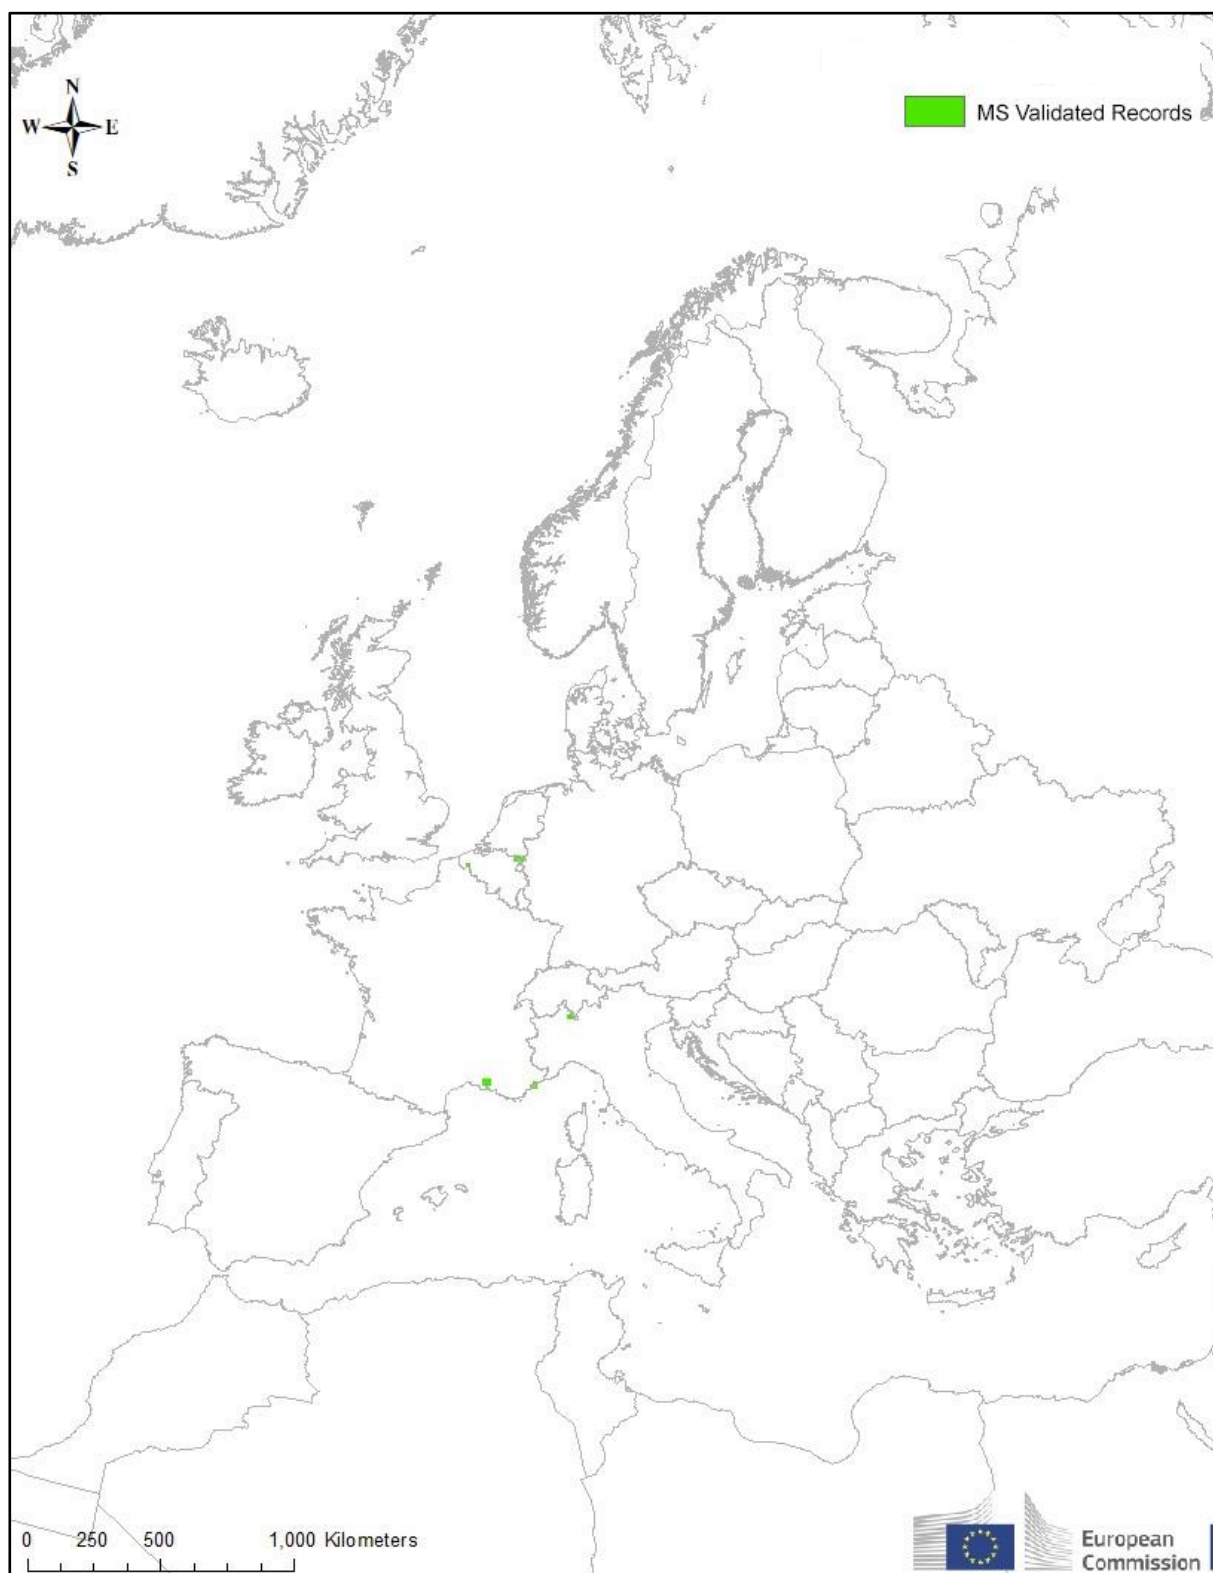 N
W E
S
MS Validated Records
0 250 500 1,000 Kilometers
European
Commission